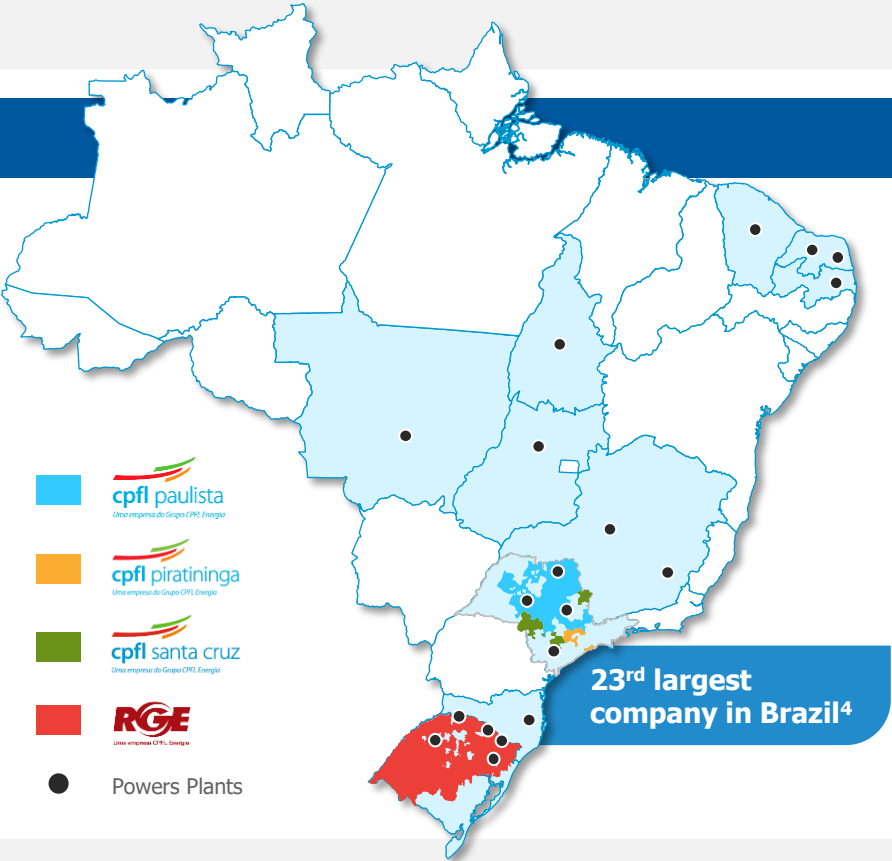 cpfl paulista
Uma empresa do Grupo CPFL Energia
cpfl piratininga
Uma empresa do Grupo CPFL Energia
cpfl santa cruz
Uma empresa do Grupo CPFL Energia
RGE
Uma empresa CPFL Energia
Powers Plants
23rd largest
company in Brazil4